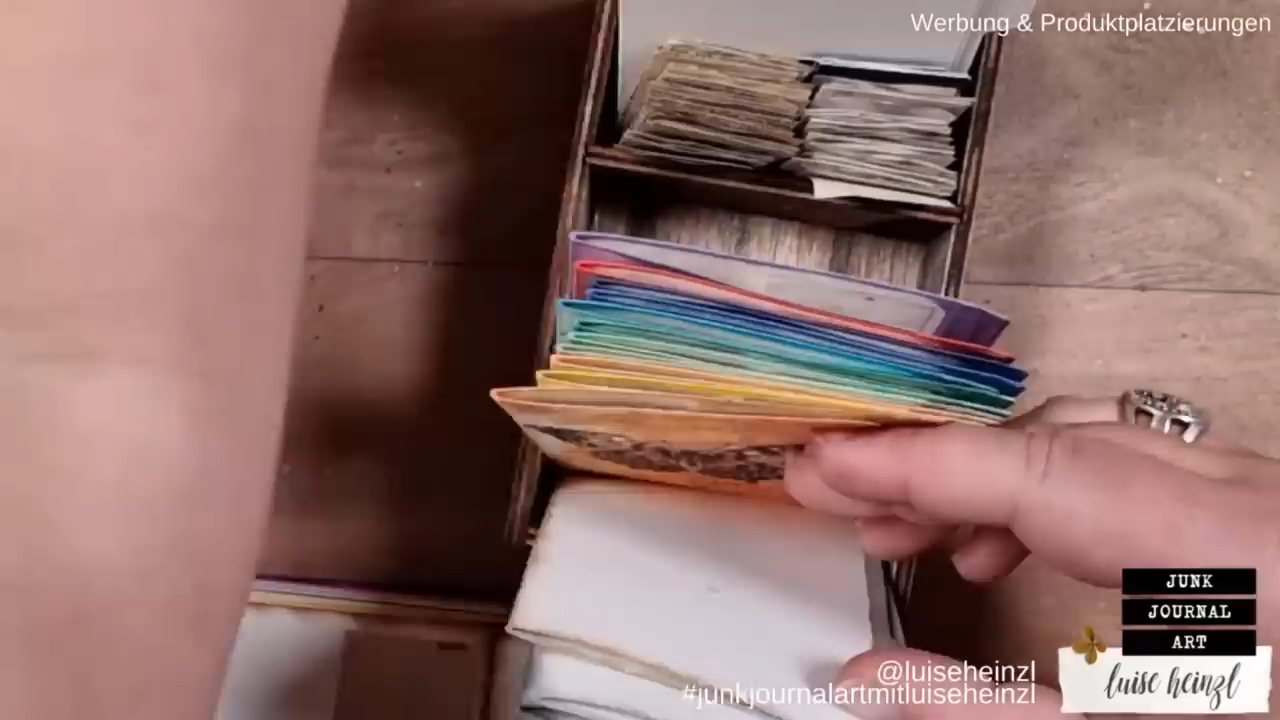 Werbung & Produktplatzierungen
JUNK
JOURNAL
ART
@luiseheinzl
#junkjournalartmitluiseheinzl
luise heinzl